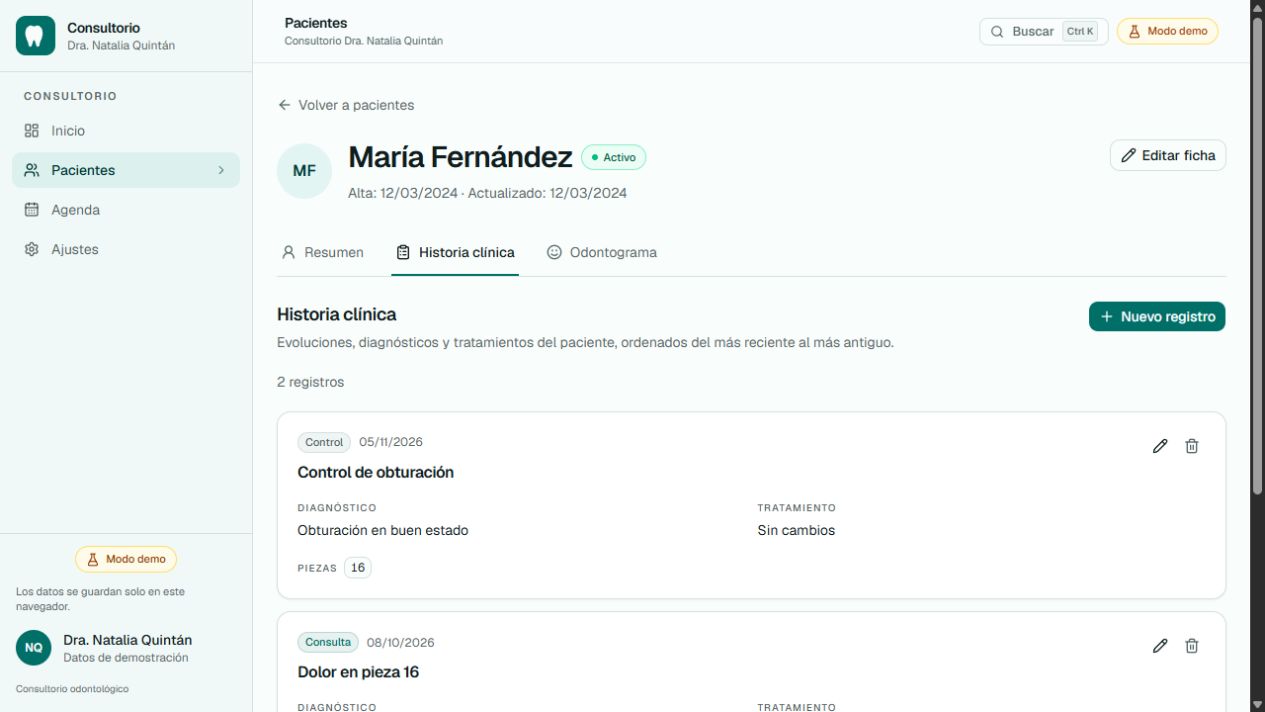 Consultorio
Dra. Natalia Quintán
CONSULTORIO
Inicio
Pacientes
Agenda
Ajustes
Modo demo
Los datos se guardan solo en este
navegador.
NQ
Dra. Natalia Quintán
Datos de demostración
Consultorio odontológico
Pacientes
Consultorio Dra. Natalia Quintán
Buscar Ctrl K
Modo demo
Volver a pacientes
MF
María Fernández
Activo
Alta: 12/03/2024 · Actualizado: 12/03/2024
Editar ficha
Resumen
Historia clínica
Odontograma
Historia clínica
Evoluciones, diagnósticos y tratamientos del paciente, ordenados del más reciente al más antiguo.
Nuevo registro
2 registros
Control 05/11/2026
Control de obturación
DIAGNÓSTICO
Obturación en buen estado
TRATAMIENTO
Sin cambios
PIEZAS 16
Consulta 08/10/2026
Dolor en pieza 16
DIAGNÓSTICO
TRATAMIENTO